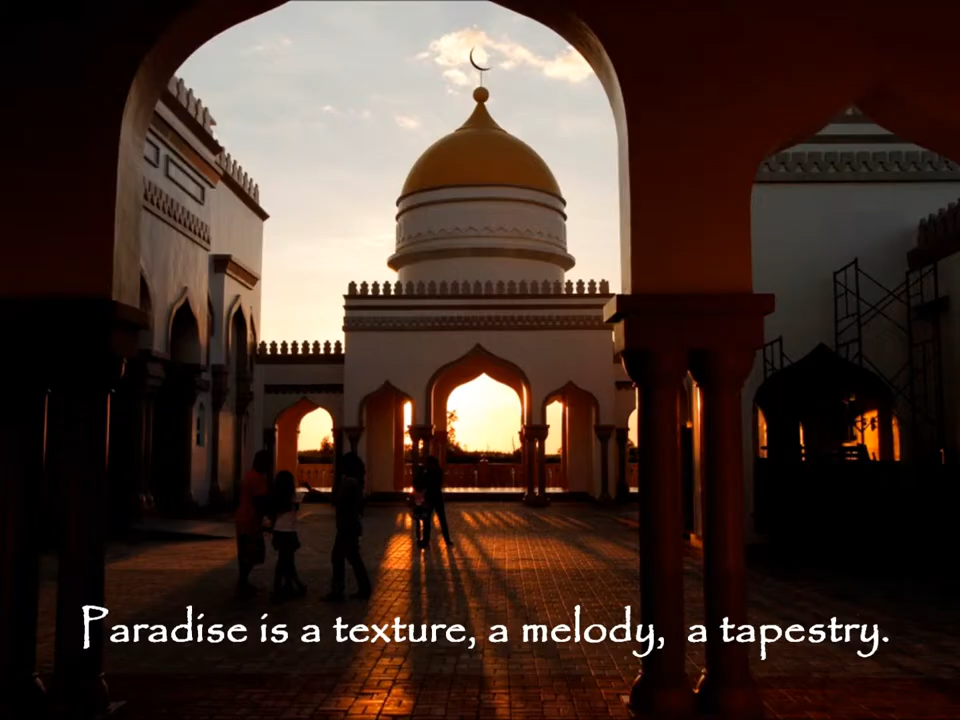 Paradise is a texture, a melody, a tapestry.